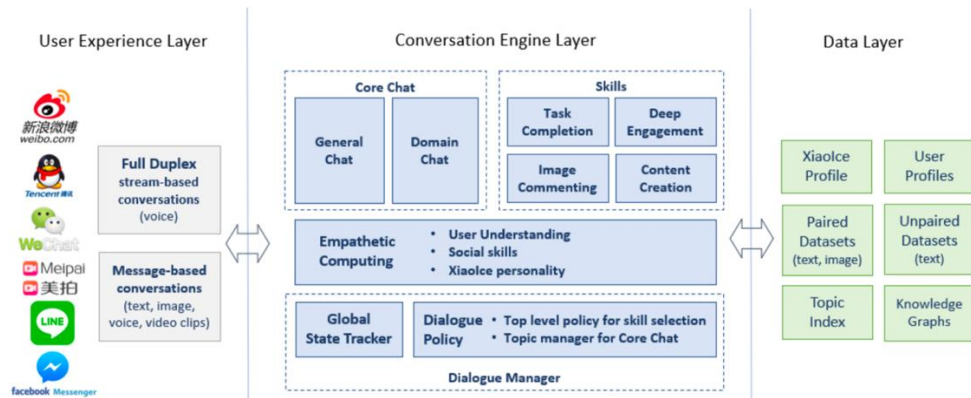 User Experience Layer
新浪微博
weibo.com
Tencent 腾讯
WeChat
Meipai
美拍
LINE
facebook Messenger
Full Duplex
stream-based
conversations
(voice)
Message-based
conversations
(text, image,
voice, video clips)
Conversation Engine Layer
Core Chat
General
Chat
Domain
Chat
Skills
Task
Completion
Deep
Engagement
Image
Commenting
Content
Creation
Empathetic
Computing
• User Understanding
• Social skills
• XiaoIce personality
Global
State Tracker
Dialogue
Policy
• Top level policy for skill selection
• Topic manager for Core Chat
Dialogue Manager
Data Layer
XiaoIce
Profile
User
Profiles
Paired
Datasets
(text, image)
Unpaired
Datasets
(text)
Topic
Index
Knowledge
Graphs